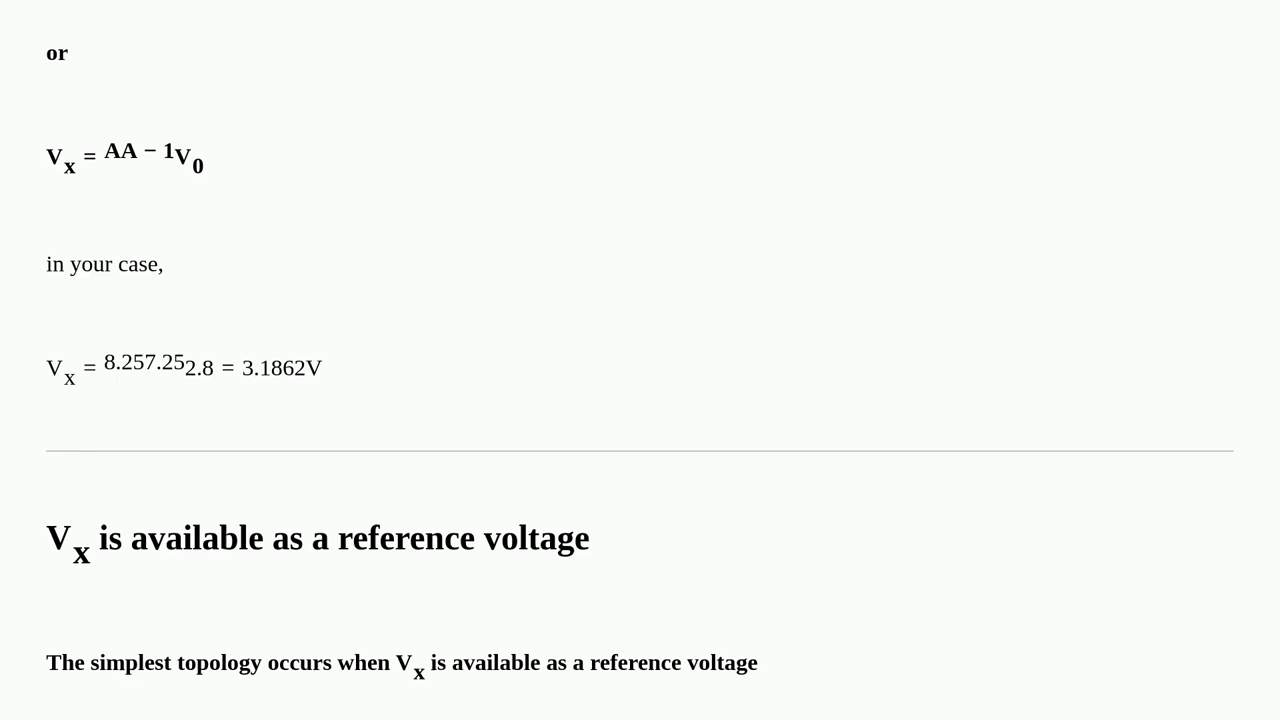 or
Vx = AA − 1V0
in your case,
Vx = 8.257.252.8 = 3.1862V
Vx is available as a reference voltage
The simplest topology occurs when Vx is available as a reference voltage